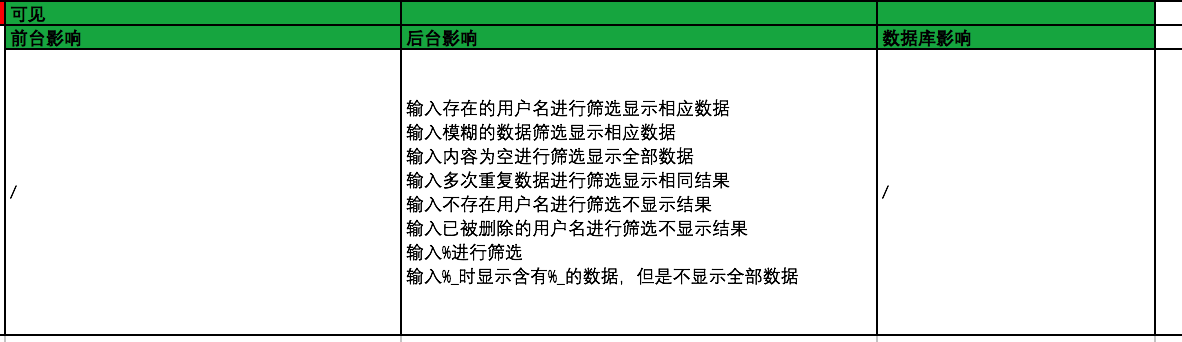 可见
前台影响
后台影响
数据库影响
/
输入存在的用户名进行筛选显示相应数据
输入模糊的数据筛选显示相应数据
输入内容为空进行筛选显示全部数据
输入多次重复数据进行筛选显示相同结果
输入不存在用户名进行筛选不显示结果
输入已被删除的用户名进行筛选不显示结果
输入%进行筛选
输入%_时显示含有%_的数据，但是不显示全部数据
/